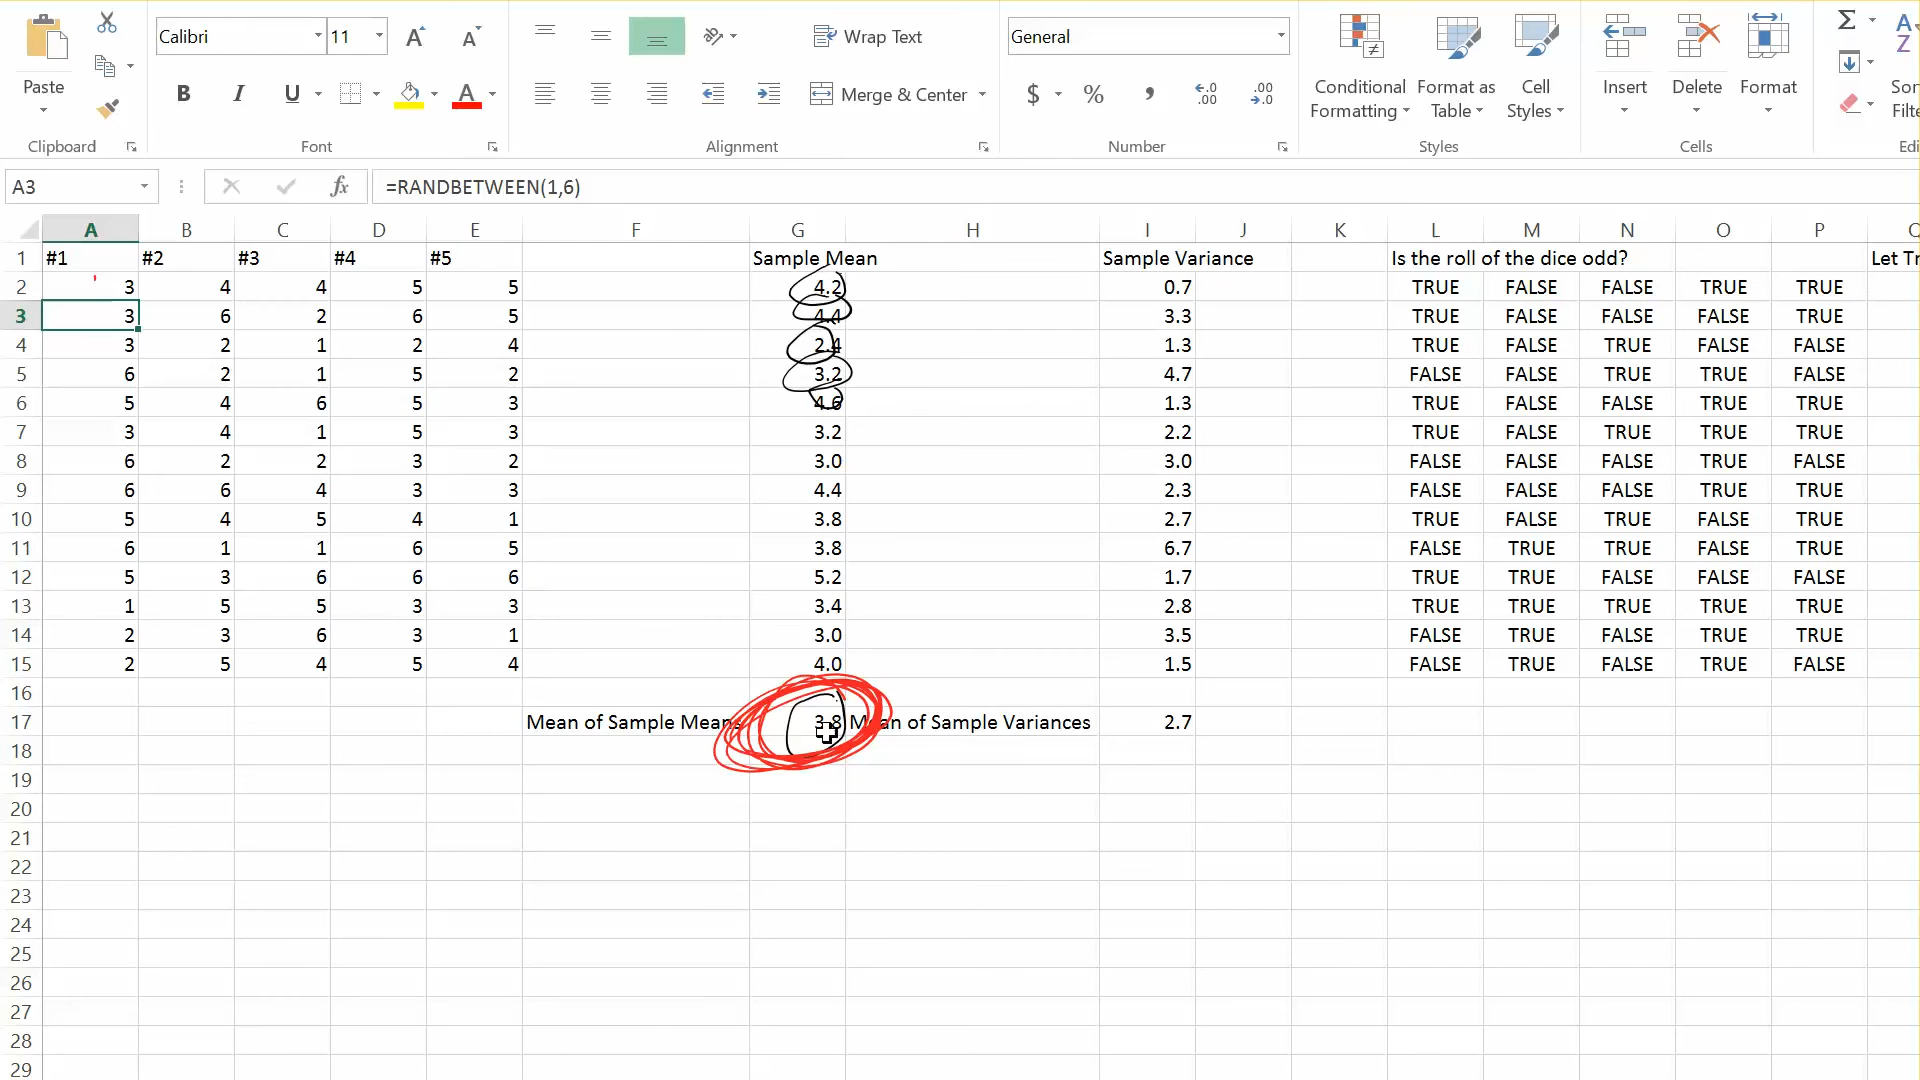 Calibri 11 Wrap Text General
Paste B I U A Merge & Center $ % , Conditional Formatting Format as Table Cell Styles Insert Delete Format
Clipboard Font Alignment Number Styles Cells
A3 fx =RANDBETWEEN(1,6)
A B C D E F G H I J K L M N O P
1 #1 #2 #3 #4 #5 Sample Mean Sample Variance Is the roll of the dice odd? Let
2 3 4 4 5 5 4.2 0.7 TRUE FALSE FALSE TRUE TRUE
3 3 6 2 6 5 4.4 3.3 TRUE FALSE FALSE FALSE TRUE
4 3 2 1 2 4 2.4 1.3 TRUE FALSE TRUE FALSE FALSE
5 6 2 1 5 2 3.2 4.7 FALSE FALSE TRUE TRUE FALSE
6 5 4 6 5 3 4.6 1.3 TRUE FALSE FALSE TRUE TRUE
7 3 4 1 5 3 3.2 2.2 TRUE FALSE TRUE TRUE TRUE
8 6 2 2 3 2 3.0 3.0 FALSE FALSE FALSE TRUE FALSE
9 6 6 4 3 3 4.4 2.3 FALSE FALSE FALSE TRUE TRUE
10 5 4 5 4 1 3.8 2.7 TRUE FALSE TRUE FALSE TRUE
11 6 1 1 6 5 3.8 6.7 FALSE TRUE TRUE FALSE TRUE
12 5 3 6 6 6 5.2 1.7 TRUE TRUE FALSE FALSE FALSE
13 1 5 5 3 3 3.4 2.8 TRUE TRUE TRUE TRUE TRUE
14 2 3 6 3 1 3.0 3.5 FALSE TRUE FALSE TRUE TRUE
15 2 5 4 5 4 4.0 1.5 FALSE TRUE FALSE TRUE FALSE
16
17 Mean of Sample Means 3.8 Mean of Sample Variances 2.7
18
19
20
21
22
23
24
25
26
27
28
29